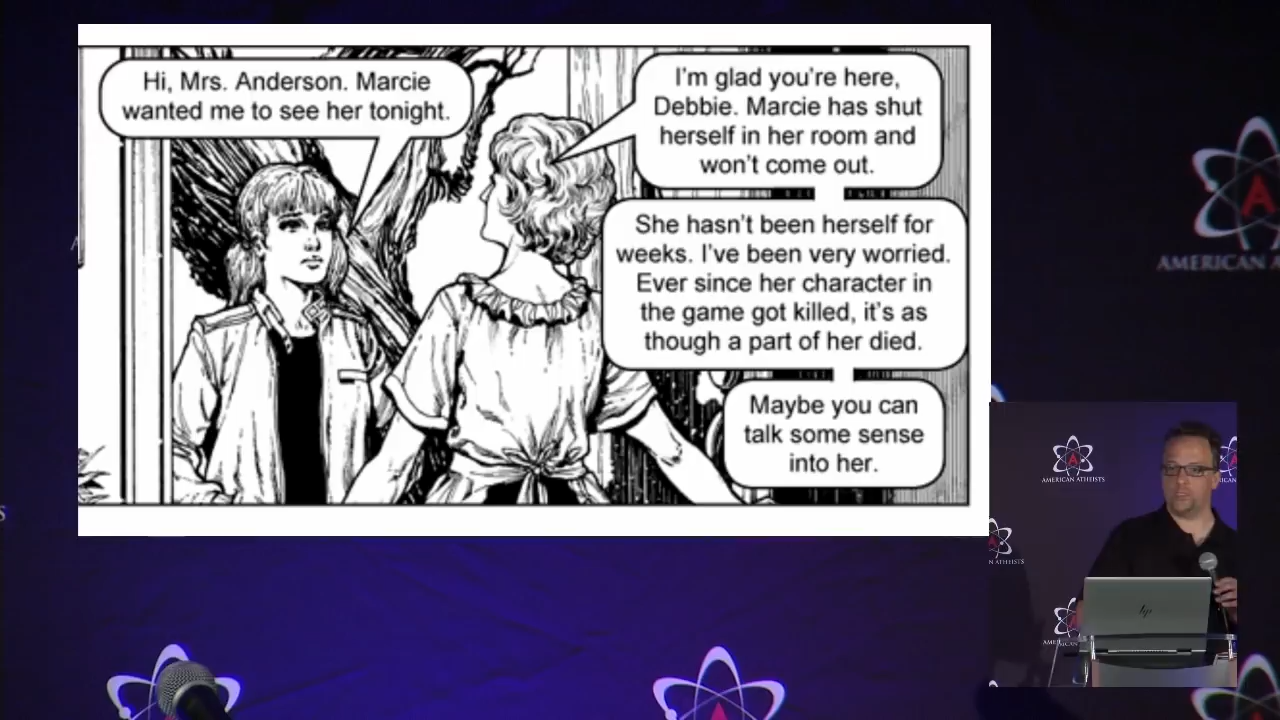 Hi, Mrs. Anderson. Marcie
wanted me to see her tonight.
I'm glad you're here,
Debbie. Marcie has shut
herself in her room and
won't come out.
She hasn't been herself for
weeks. I've been very worried.
Ever since her character in
the game got killed, it's as
though a part of her died.
Maybe you can
talk some sense
into her.
A
AMERICAN A
A
AMERICAN ATHEISTS
N ATHEISTS
hp